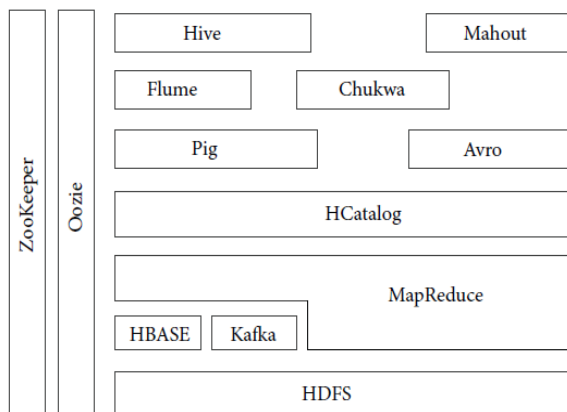 ZooKeeper
Oozie
Hive
Mahout
Flume
Chukwa
Pig
Avro
HCatalog
MapReduce
HBASE
Kafka
HDFS